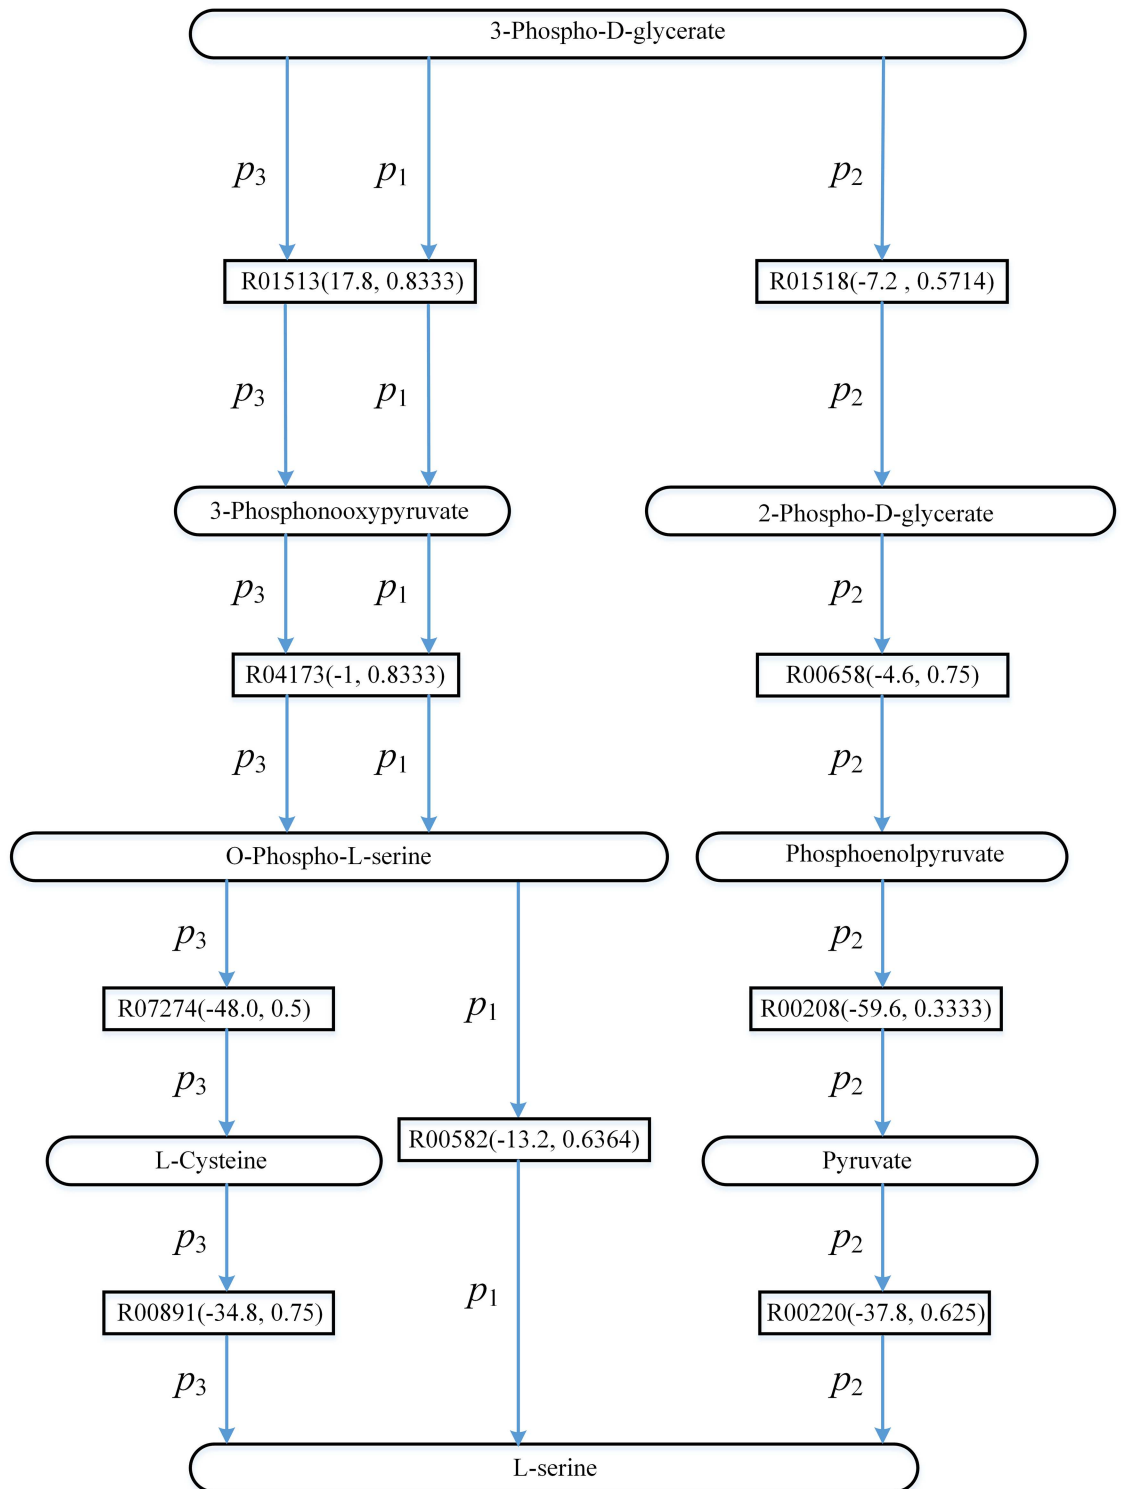 3-Phospho-D-glycerate
p3 p1 p2
R01513(17.8, 0.8333) R01518(-7.2 , 0.5714)
p3 p1 p2
3-Phosphonooxypyruvate 2-Phospho-D-glycerate
p3 p1 p2
R04173(-1, 0.8333) R00658(-4.6, 0.75)
p3 p1 p2
O-Phospho-L-serine Phosphoenolpyruvate
p3 p2
R07274(-48.0, 0.5) p1 R00208(-59.6, 0.3333)
p3 p2
R00582(-13.2, 0.6364)
L-Cysteine Pyruvate
p3 p2
p1
R00891(-34.8, 0.75) R00220(-37.8, 0.625)
p3 p2
L-serine